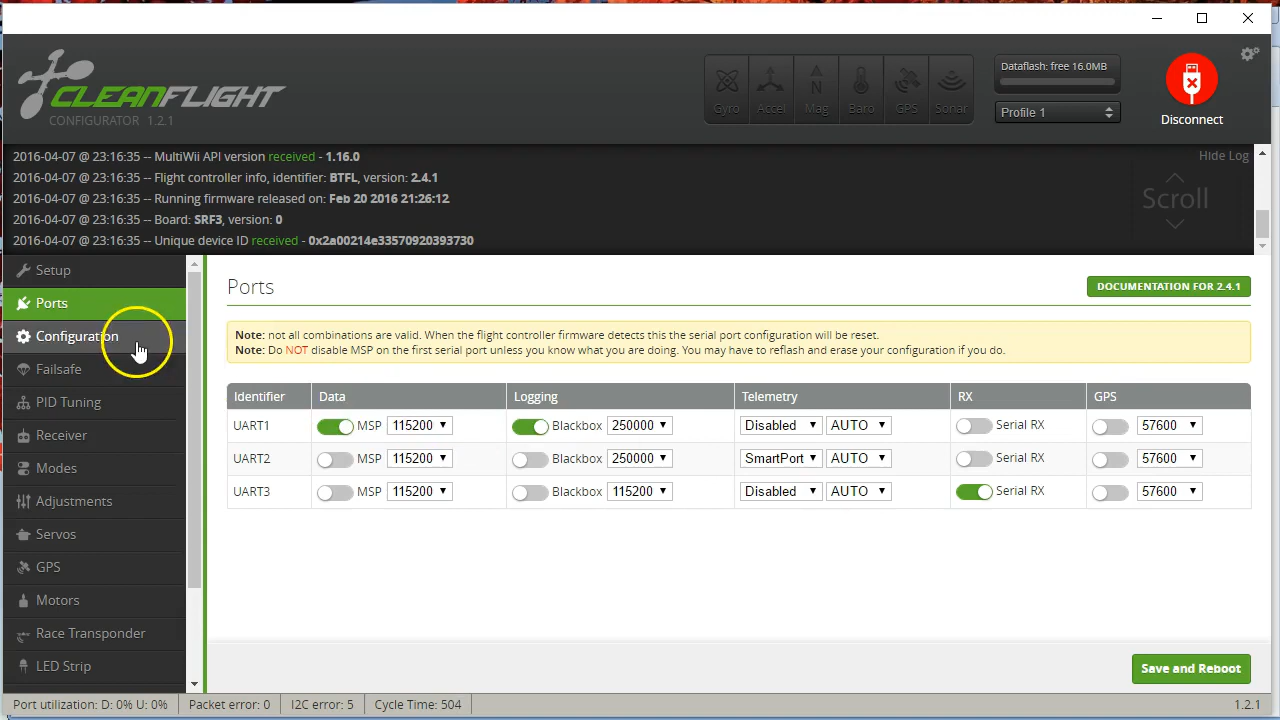 CLEANFLIGHT
CONFIGURATOR 1.2.1
Gyro Accel Mag Baro GPS Sonar
Dataflash: free 16.0MB
Profile 1
Disconnect
2016-04-07 @ 23:16:35 -- MultiWii API version received - 1.16.0
Hide Log
2016-04-07 @ 23:16:35 -- Flight controller info, identifier: BTFL, version: 2.4.1
2016-04-07 @ 23:16:35 -- Running firmware released on: Feb 20 2016 21:26:12
Scroll
2016-04-07 @ 23:16:35 -- Board: SRF3, version: 0
2016-04-07 @ 23:16:35 -- Unique device ID received - 0x2a00214e33570920393730
Setup
Ports
Configuration
Failsafe
PID Tuning
Receiver
Modes
Adjustments
Servos
GPS
Motors
Race Transponder
LED Strip
Ports
DOCUMENTATION FOR 2.4.1
Note: not all combinations are valid. When the flight controller firmware detects this the serial port configuration will be reset.
Note: Do NOT disable MSP on the first serial port unless you know what you are doing. You may have to reflash and erase your configuration if you do.
Identifier Data Logging Telemetry RX GPS
UART1 MSP 115200 Blackbox 250000 Disabled AUTO Serial RX 57600
UART2 MSP 115200 Blackbox 250000 SmartPort AUTO Serial RX 57600
UART3 MSP 115200 Blackbox 115200 Disabled AUTO Serial RX 57600
Save and Reboot
Port utilization: D: 0% U: 0% Packet error: 0 I2C error: 5 Cycle Time: 504 1.2.1